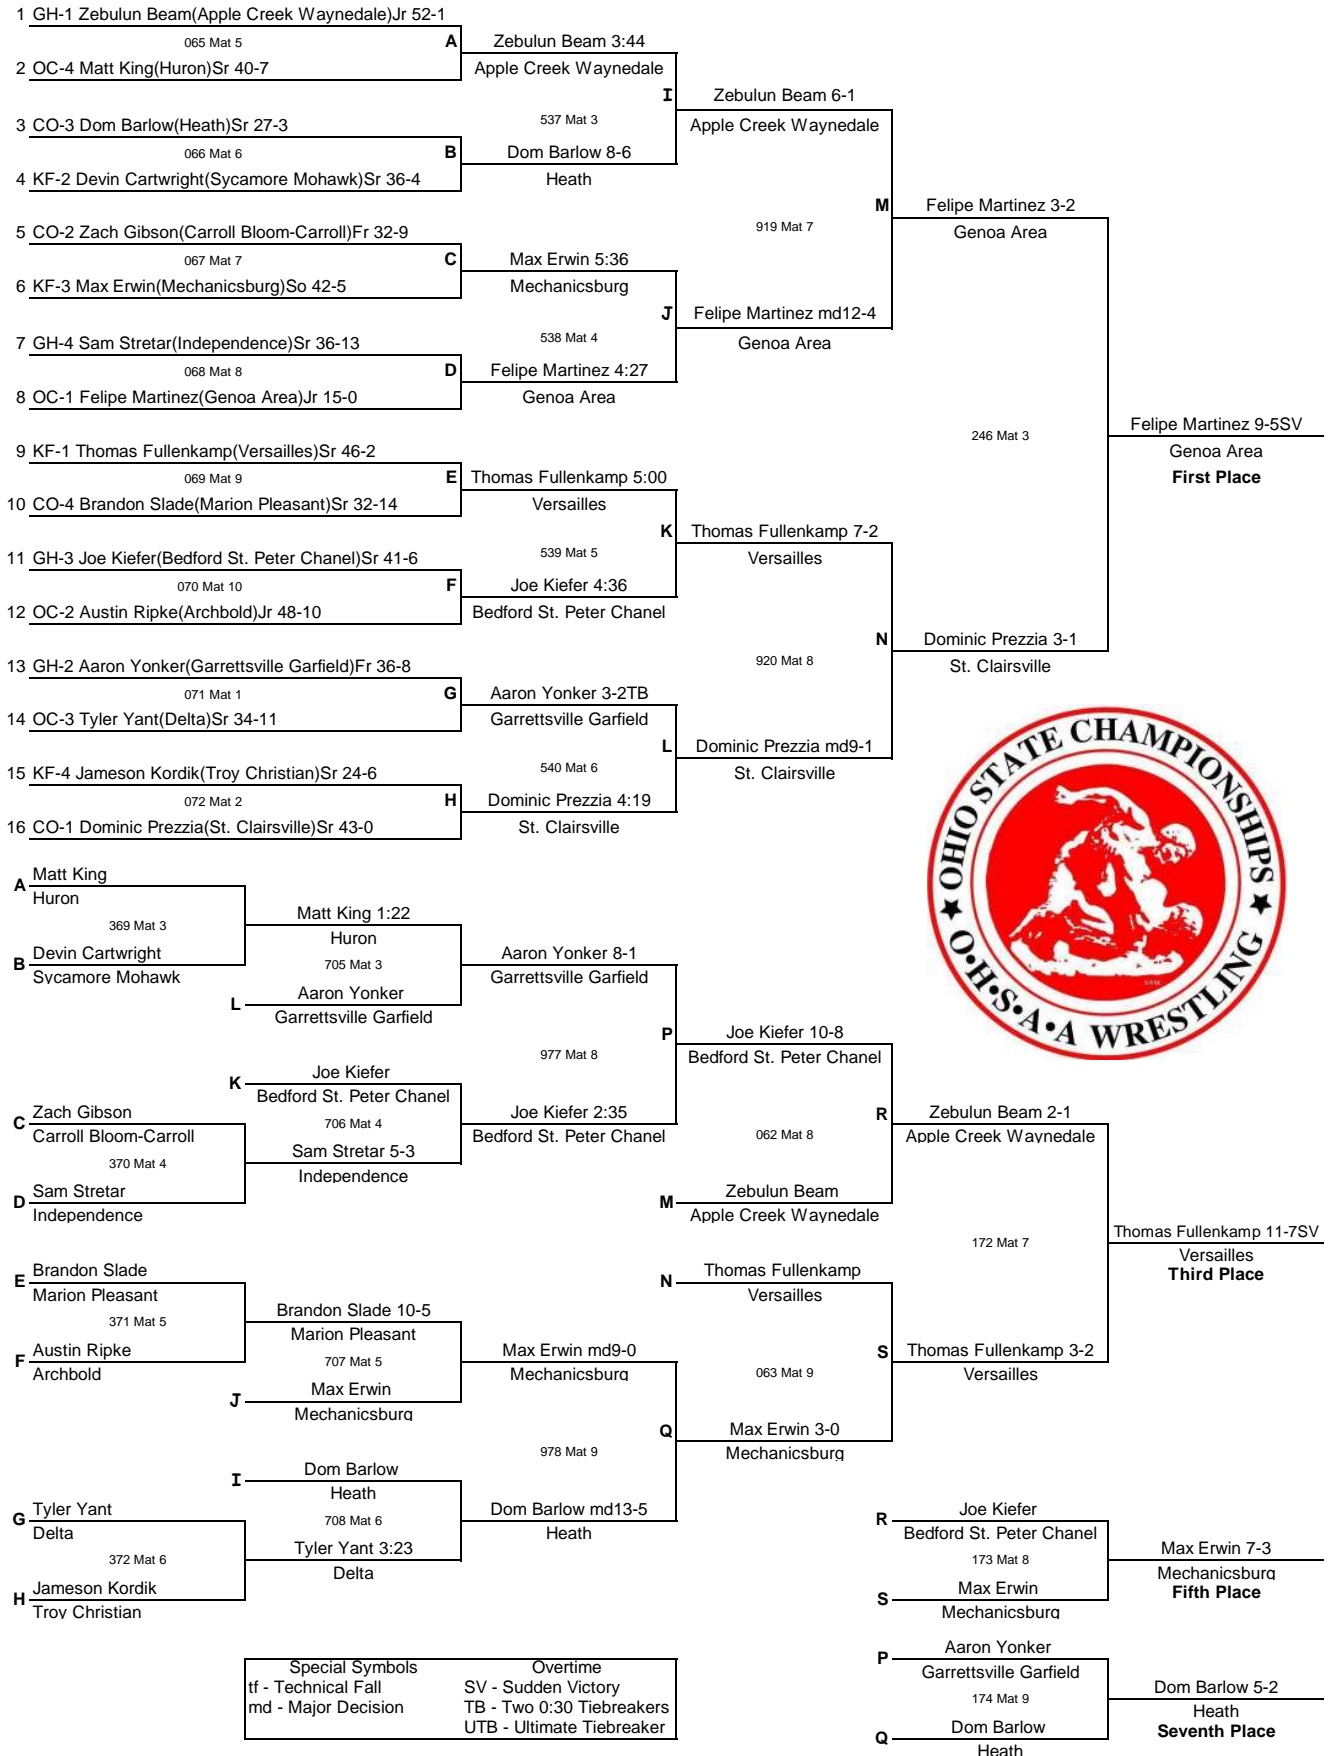 1 GH-1 Zebulun Beam(Apple Creek Waynedale)Jr 52-1
065 Mat 5
A
2 OC-4 Matt King(Huron)Sr 40-7
Zebulun Beam 3:44
Apple Creek Waynedale
3 CO-3 Dom Barlow(Heath)Sr 27-3
066 Mat 6
B
4 KF-2 Devin Cartwright(Sycamore Mohawk)Sr 36-4
537 Mat 3
I
Dom Barlow 8-6
Heath
Zebulun Beam 6-1
Apple Creek Waynedale
5 CO-2 Zach Gibson(Carroll Bloom-Carroll)Fr 32-9
067 Mat 7
C
6 KF-3 Max Erwin(Mechanicsburg)So 42-5
Max Erwin 5:36
Mechanicsburg
7 GH-4 Sam Stretar(Independence)Sr 36-13
068 Mat 8
D
8 OC-1 Felipe Martinez(Genoa Area)Jr 15-0
538 Mat 4
J
Felipe Martinez 4:27
Genoa Area
Felipe Martinez md12-4
Genoa Area
919 Mat 7
M
Felipe Martinez 3-2
Genoa Area
9 KF-1 Thomas Fullenkamp(Versailles)Sr 46-2
069 Mat 9
E
10 CO-4 Brandon Slade(Marion Pleasant)Sr 32-14
Thomas Fullenkamp 5:00
Versailles
11 GH-3 Joe Kiefer(Bedford St. Peter Chanel)Sr 41-6
070 Mat 10
F
12 OC-2 Austin Ripke(Archbold)Jr 48-10
539 Mat 5
K
Joe Kiefer 4:36
Bedford St. Peter Chanel
Thomas Fullenkamp 7-2
Versailles
13 GH-2 Aaron Yonker(Garrettsville Garfield)Fr 36-8
071 Mat 1
G
14 OC-3 Tyler Yant(Delta)Sr 34-11
Aaron Yonker 3-2TB
Garrettsville Garfield
15 KF-4 Jameson Kordik(Troy Christian)Sr 24-6
072 Mat 2
H
16 CO-1 Dominic Prezzia(St. Clairsville)Sr 43-0
540 Mat 6
L
Dominic Prezzia 4:19
St. Clairsville
Dominic Prezzia md9-1
St. Clairsville
920 Mat 8
N
Dominic Prezzia 3-1
St. Clairsville
246 Mat 3
Felipe Martinez 9-5SV
Genoa Area
First Place
OHIO STATE CHAMPIONSHIPS
★ O•H•S•A•A WRESTLING ★
A
Matt King
Huron
369 Mat 3
B
Devin Cartwright
Sycamore Mohawk
Matt King 1:22
Huron
705 Mat 3
L
Aaron Yonker
Garrettsville Garfield
Aaron Yonker 8-1
Garrettsville Garfield
K
Joe Kiefer
Bedford St. Peter Chanel
706 Mat 4
C
Zach Gibson
Carroll Bloom-Carroll
370 Mat 4
D
Sam Stretar
Independence
Sam Stretar 5-3
Independence
977 Mat 8
P
Joe Kiefer 2:35
Bedford St. Peter Chanel
Joe Kiefer 10-8
Bedford St. Peter Chanel
062 Mat 8
R
M
Zebulun Beam
Apple Creek Waynedale
Zebulun Beam 2-1
Apple Creek Waynedale
172 Mat 7
Thomas Fullenkamp 11-7SV
Versailles
Third Place
E
Brandon Slade
Marion Pleasant
371 Mat 5
F
Austin Ripke
Archbold
Brandon Slade 10-5
Marion Pleasant
707 Mat 5
J
Max Erwin
Mechanicsburg
Max Erwin md9-0
Mechanicsburg
N
Thomas Fullenkamp
Versailles
063 Mat 9
S
Thomas Fullenkamp 3-2
Versailles
978 Mat 9
Q
Max Erwin 3-0
Mechanicsburg
I
Dom Barlow
Heath
708 Mat 6
G
Tyler Yant
Delta
372 Mat 6
H
Jameson Kordik
Troy Christian
Tyler Yant 3:23
Delta
Dom Barlow md13-5
Heath
R
Joe Kiefer
Bedford St. Peter Chanel
173 Mat 8
S
Max Erwin
Mechanicsburg
Max Erwin 7-3
Mechanicsburg
Fifth Place
P
Aaron Yonker
Garrettsville Garfield
174 Mat 9
Q
Dom Barlow
Heath
Dom Barlow 5-2
Heath
Seventh Place
Special Symbols
tf - Technical Fall
md - Major Decision
Overtime
SV - Sudden Victory
TB - Two 0:30 Tiebreakers
UTB - Ultimate Tiebreaker